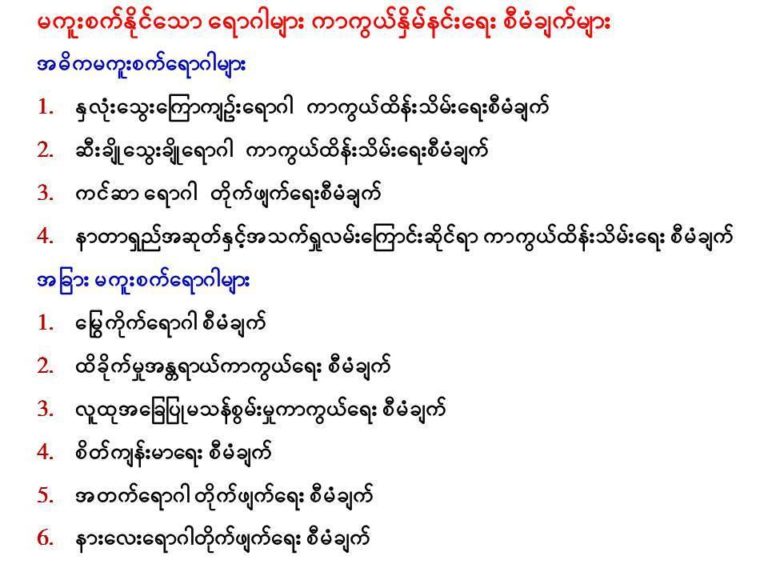 မကူးစက်နိုင်သော ရောဂါများ ကာကွယ်နှိမ်နင်းရေး စီမံချက်များ
အဓိကမကူးစက်ရောဂါများ
1. နှလုံးသွေးကြောကျဉ်းရောဂါ ကာကွယ်ထိန်းသိမ်းရေးစီမံချက်
2. ဆီးချိုသွေးချိုရောဂါ ကာကွယ်ထိန်းသိမ်းရေးစီမံချက်
3. ကင်ဆာ ရောဂါ တိုက်ဖျက်ရေးစီမံချက်
4. နာတာရှည်အဆုတ်နှင့်အသက်ရှူလမ်းကြောင်းဆိုင်ရာ ကာကွယ်ထိန်းသိမ်းရေး စီမံချက်
အခြား မကူးစက်ရောဂါများ
1. မြွေကိုက်ရောဂါ စီမံချက်
2. ထိခိုက်မှုအန္တရာယ်ကာကွယ်ရေး စီမံချက်
3. လူထုအခြေပြုမသန်စွမ်းမှုကာကွယ်ရေး စီမံချက်
4. စိတ်ကျန်းမာရေး စီမံချက်
5. အတက်ရောဂါ တိုက်ဖျက်ရေး စီမံချက်
6. နားလေးရောဂါတိုက်ဖျက်ရေး စီမံချက်